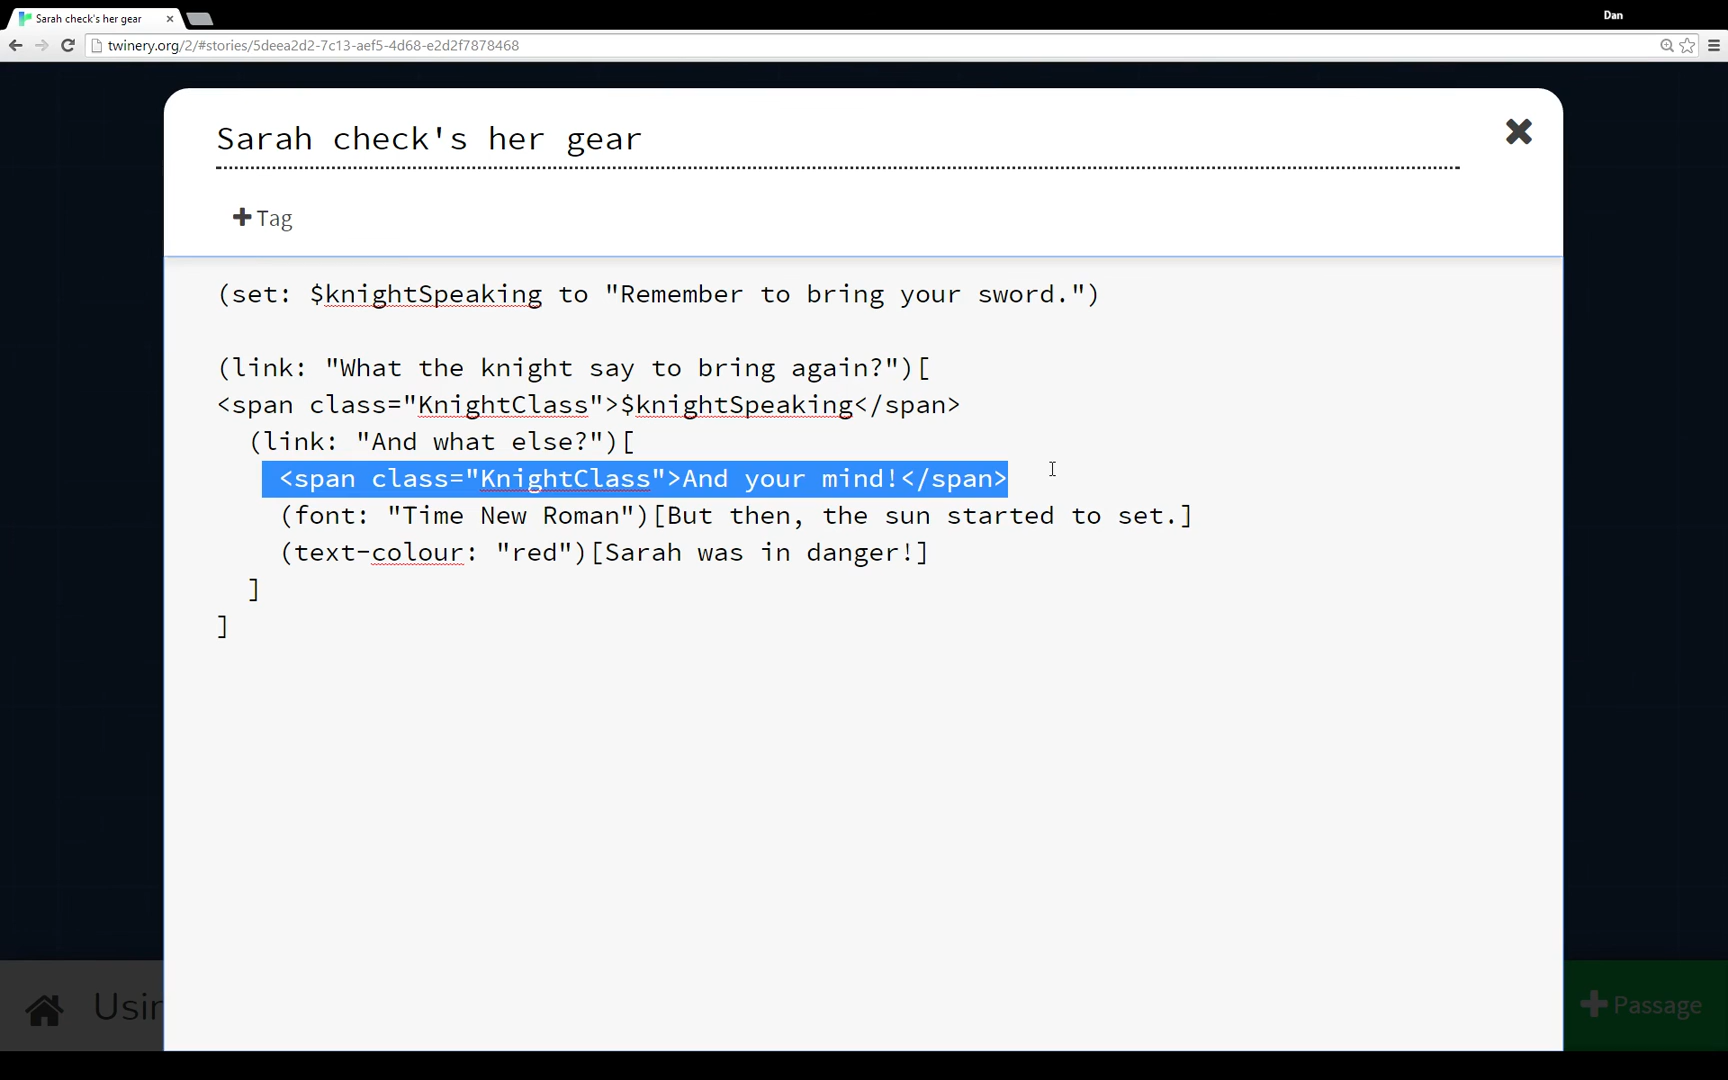 Sarah check's her gear
Dan
twinery.org/2/#stories/5deea2d2-7c13-aef5-4d68-e2d2f7878468
Sarah check's her gear
Tag
(set: $knightSpeaking to "Remember to bring your sword.")
(link: "What the knight say to bring again?")[
<span class="KnightClass">$knightSpeaking</span>
(link: "And what else?")[
<span class="KnightClass">And your mind!</span>
(font: "Time New Roman")[But then, the sun started to set.]
(text-colour: "red")[Sarah was in danger!]
]
]
Usin
Passage